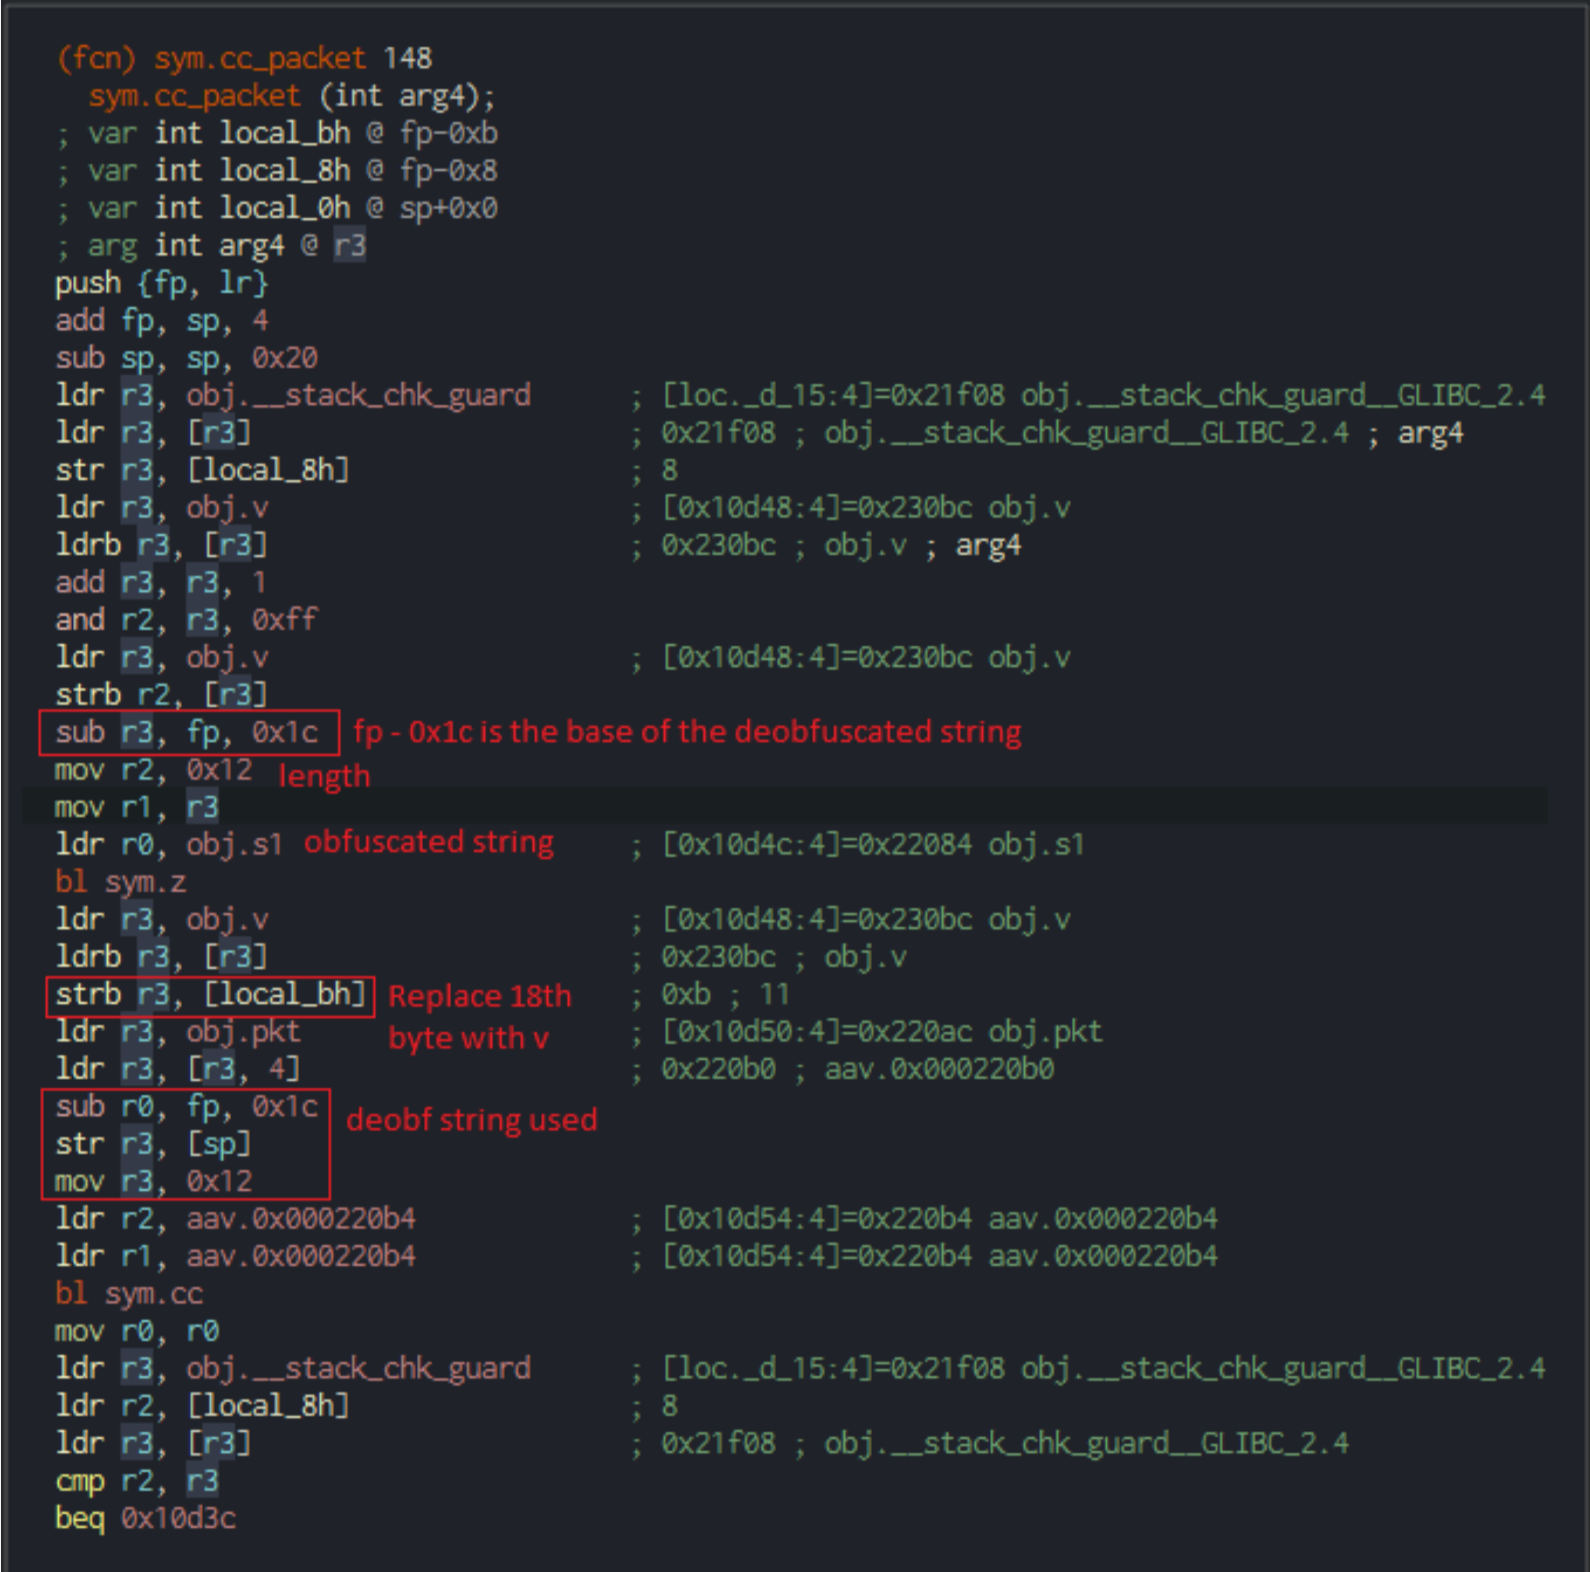 (fcn) sym.cc_packet 148
sym.cc_packet (int arg4);
; var int local_bh @ fp-0xb
; var int local_8h @ fp-0x8
; var int local_0h @ sp+0x0
; arg int arg4 @ r3
push {fp, lr}
add fp, sp, 4
sub sp, sp, 0x20
ldr r3, obj.__stack_chk_guard ; [loc._d_15:4]=0x21f08 obj.__stack_chk_guard__GLIBC_2.4
ldr r3, [r3] ; 0x21f08 ; obj.__stack_chk_guard__GLIBC_2.4 ; arg4
str r3, [local_8h] ; 8
ldr r3, obj.v ; [0x10d48:4]=0x230bc obj.v
ldrb r3, [r3] ; 0x230bc ; obj.v ; arg4
add r3, r3, 1
and r2, r3, 0xff
ldr r3, obj.v ; [0x10d48:4]=0x230bc obj.v
strb r2, [r3]
sub r3, fp, 0x1c fp - 0x1c is the base of the deobfuscated string
mov r2, 0x12 length
mov r1, r3
ldr r0, obj.s1 obfuscated string ; [0x10d4c:4]=0x22084 obj.s1
bl sym.z
ldr r3, obj.v ; [0x10d48:4]=0x230bc obj.v
ldrb r3, [r3] ; 0x230bc ; obj.v
strb r3, [local_bh] Replace 18th ; 0xb ; 11
ldr r3, obj.pkt byte with v ; [0x10d50:4]=0x220ac obj.pkt
ldr r3, [r3, 4] ; 0x220b0 ; aav.0x000220b0
sub r0, fp, 0x1c deobf string used
str r3, [sp]
mov r3, 0x12
ldr r2, aav.0x000220b4 ; [0x10d54:4]=0x220b4 aav.0x000220b4
ldr r1, aav.0x000220b4 ; [0x10d54:4]=0x220b4 aav.0x000220b4
bl sym.cc
mov r0, r0
ldr r3, obj.__stack_chk_guard ; [loc._d_15:4]=0x21f08 obj.__stack_chk_guard__GLIBC_2.4
ldr r2, [local_8h] ; 8
ldr r3, [r3] ; 0x21f08 ; obj.__stack_chk_guard__GLIBC_2.4
cmp r2, r3
beq 0x10d3c